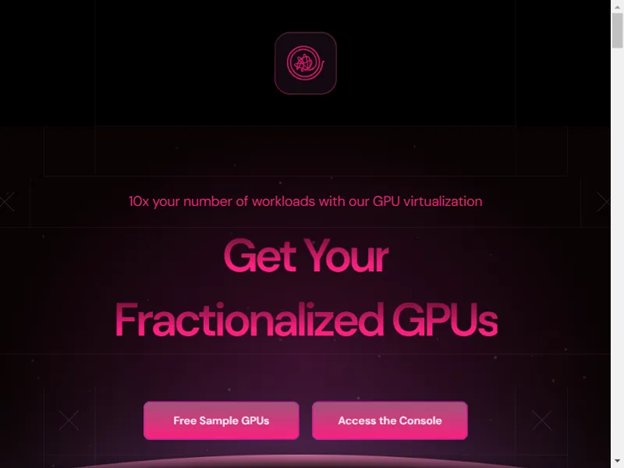 10x your number of workloads with our GPU virtualization
Get Your
Fractionalized GPUs
Free Sample GPUs
Access the Console